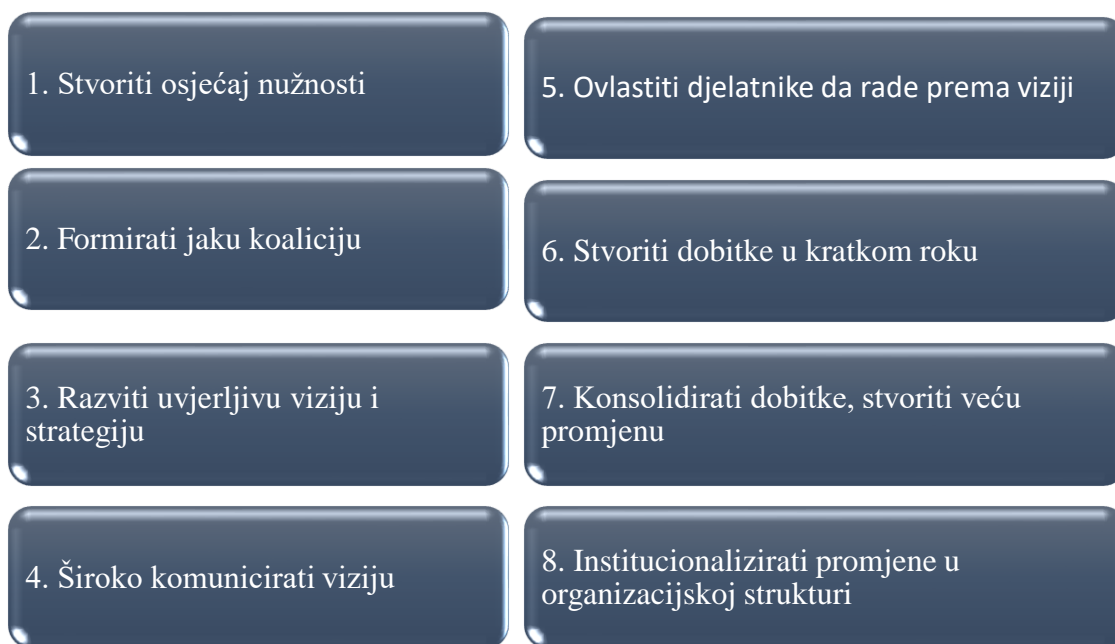 1. Stvoriti osjećaj nužnosti
2. Formirati jaku koaliciju
3. Razviti uvjerljivu viziju i
strategiju
4. Široko komunicirati viziju
5. Ovlastiti djelatnike da rade prema viziji
6. Stvoriti dobitke u kratkom roku
7. Konsolidirati dobitke, stvoriti veću
promjenu
8. Institucionalizirati promjene u
organizacijskoj strukturi